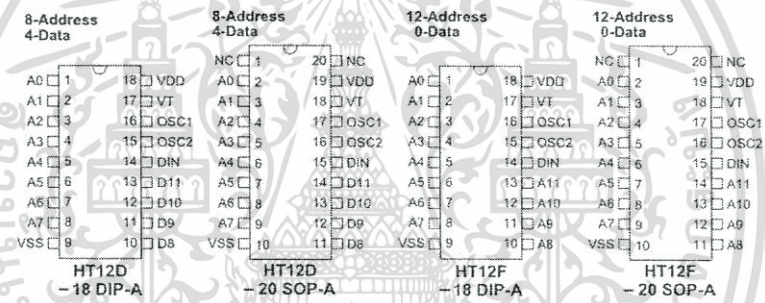 8-Address
4-Data
A0 1 18 VDD
A1 2 17 VT
A2 3 16 OSC1
A3 4 15 OSC2
A4 5 14 DIN
A5 6 13 D11
A6 7 12 D10
A7 8 11 D9
VSS 9 10 D8
HT12D
– 18 DIP-A
8-Address
4-Data
NC 1 20 NC
A0 2 19 VDD
A1 3 18 VT
A2 4 17 OSC1
A3 5 16 OSC2
A4 6 15 DIN
A5 7 14 D11
A6 8 13 D10
A7 9 12 D9
VSS 10 11 D8
HT12D
– 20 SOP-A
12-Address
0-Data
A0 1 18 VDD
A1 2 17 VT
A2 3 16 OSC1
A3 4 15 OSC2
A4 5 14 DIN
A5 6 13 A11
A6 7 12 A10
A7 8 11 A9
VSS 9 10 A8
HT12F
– 18 DIP-A
12-Address
0-Data
NC 1 20 NC
A0 2 19 VDD
A1 3 18 VT
A2 4 17 OSC1
A3 5 16 OSC2
A4 6 15 DIN
A5 7 14 A11
A6 8 13 A10
A7 9 12 A9
VSS 10 11 A8
HT12F
– 20 SOP-A